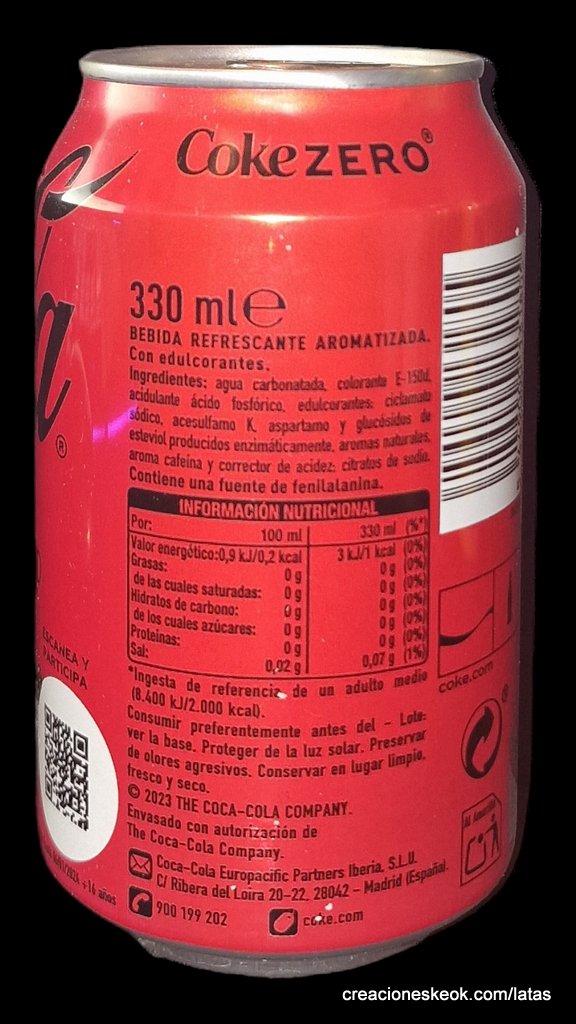 Coke ZERO®
330 ml ℮
BEBIDA REFRESCANTE AROMATIZADA.
Con edulcorantes.
Ingredientes: agua carbonatada, colorante E-150d,
acidulante ácido fosfórico, edulcorantes: ciclamato
sódico, acesulfamo K, aspartamo y glucósidos de
esteviol producidos enzimáticamente, aromas naturales,
aroma cafeína y corrector de acidez: citratos de sodio.
Contiene una fuente de fenilalanina.
INFORMACIÓN NUTRICIONAL
Por: 100 ml 330 ml (%*)
Valor energético: 0,9 kJ/0,2 kcal 3 kJ/1 kcal (0%)
Grasas: 0 g 0 g (0%)
de las cuales saturadas: 0 g 0 g (0%)
Hidratos de carbono: 0 g 0 g (0%)
de los cuales azúcares: 0 g 0 g (0%)
Proteínas: 0 g 0 g (0%)
Sal: 0,02 g 0,07 g (1%)
*Ingesta de referencia de un adulto medio
(8.400 kJ/2.000 kcal).
Consumir preferentemente antes del - Lote:
ver la base. Proteger de la luz solar. Preservar
de olores agresivos. Conservar en lugar limpio,
fresco y seco.
© 2023 THE COCA-COLA COMPANY.
Envasado con autorización de
The Coca-Cola Company.
Coca-Cola Europacific Partners Iberia, S.L.U.
C/ Ribera del Loira 20-22, 28042 - Madrid (España).
900 199 202 coke.com
a®
ESCANEA Y
PARTICIPA
+16 años
coke.com
®
Al Amarillo
creacioneskeok.com/latas